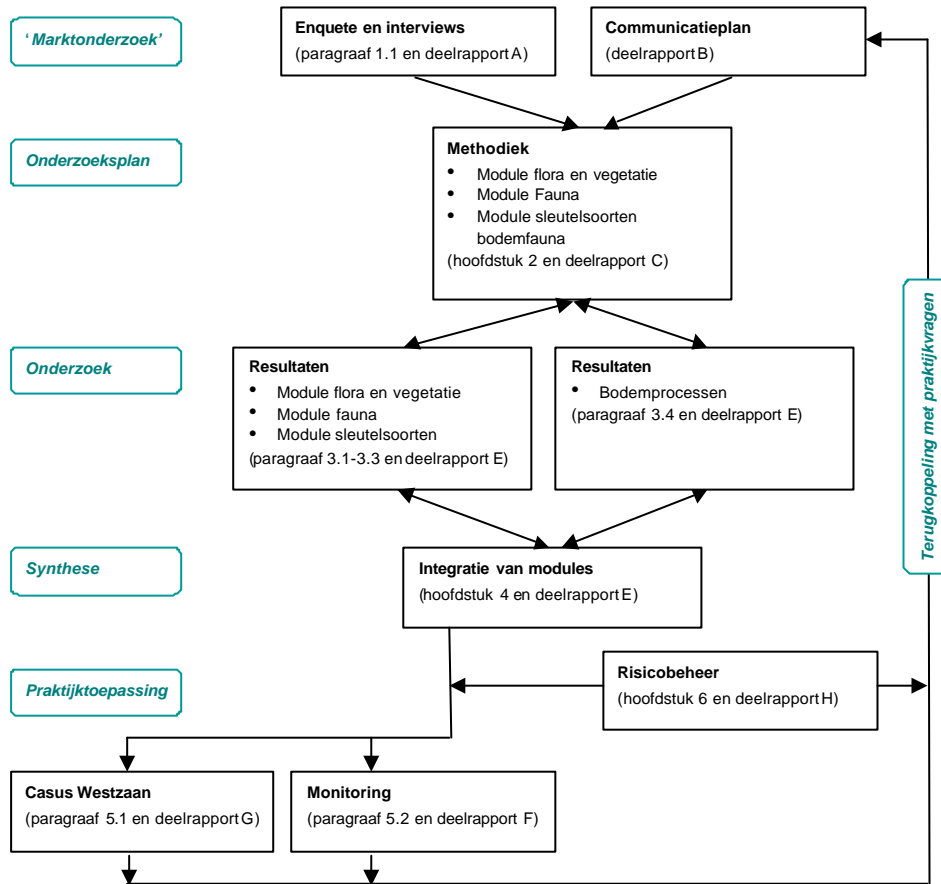 ‘Marktonderzoek’
Enquete en interviews
(paragraaf 1.1 en deelrapport A)
Communicatieplan
(deelrapport B)
Onderzoeksplan
Methodiek
• Module flora en vegetatie
• Module Fauna
• Module sleutelsoorten
bodemfauna
(hoofdstuk 2 en deelrapport C)
Terugkoppeling met praktijkvragen
Onderzoek
Resultaten
• Module flora en vegetatie
• Module fauna
• Module sleutelsoorten
(paragraaf 3.1-3.3 en deelrapport E)
Resultaten
• Bodemprocessen
(paragraaf 3.4 en deelrapport E)
Synthese
Integratie van modules
(hoofdstuk 4 en deelrapport E)
Praktijktoepassing
Risicobeheer
(hoofdstuk 6 en deelrapport H)
Casus Westzaan
(paragraaf 5.1 en deelrapport G)
Monitoring
(paragraaf 5.2 en deelrapport F)